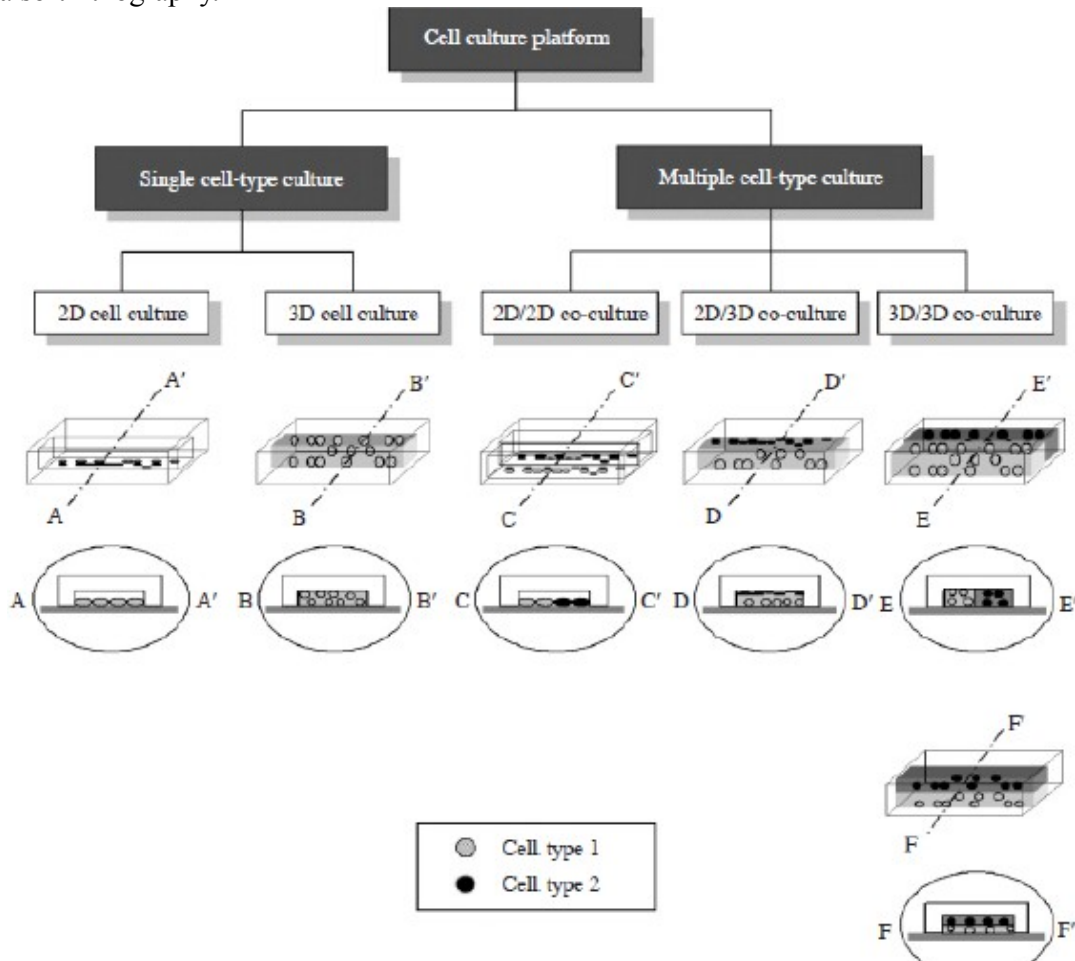 Cell culture platform
Single cell-type culture
Multiple cell-type culture
2D cell culture
3D cell culture
2D/2D co-culture
2D/3D co-culture
3D/3D co-culture
A′
B′
C′
D′
E′
A
B
C
D
E
A
A′
B
B′
C
C′
D
D′
E
E′
F
F
Cell. type 1
Cell. type 2
F
F′